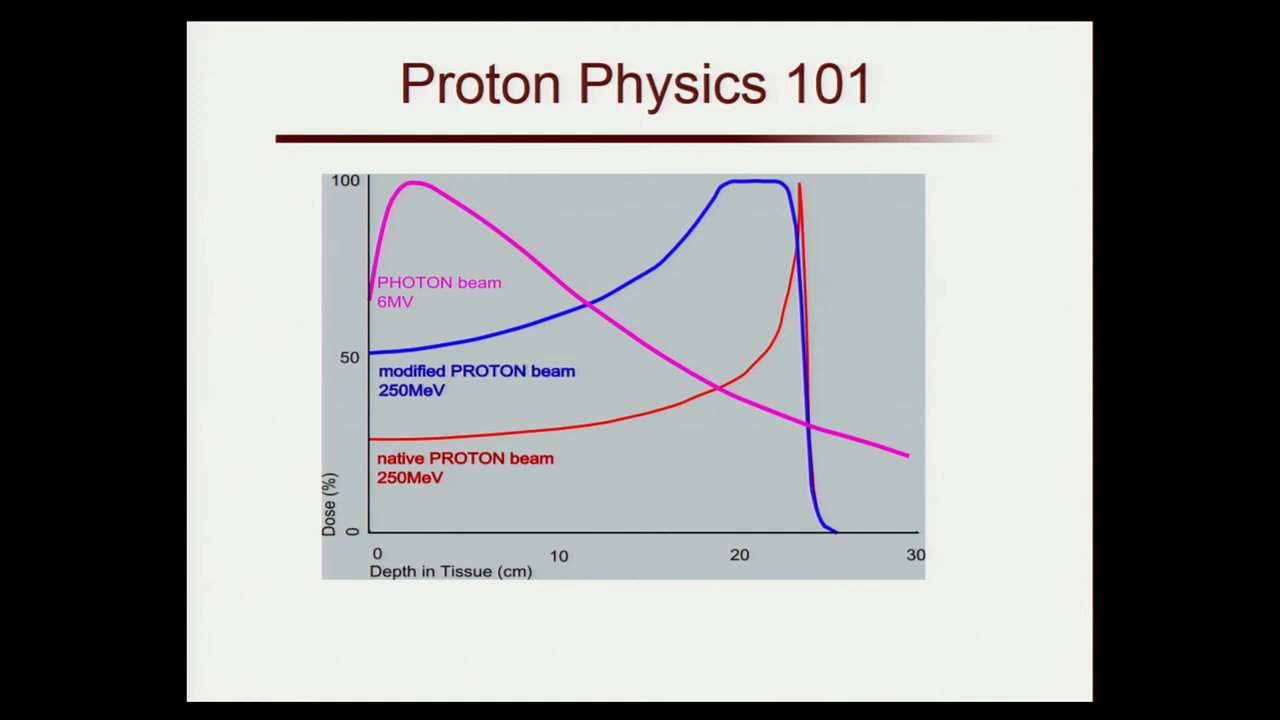 Proton Physics 101
100
PHOTON beam
6MV
50
modified PROTON beam
250MeV
native PROTON beam
250MeV
Dose (%)
0
0 10 20 30
Depth in Tissue (cm)